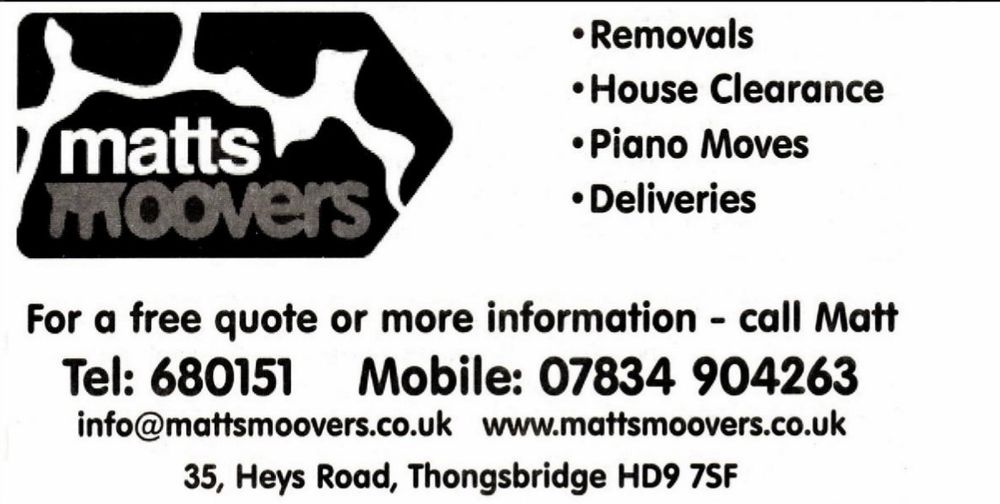 matts
moovers
•Removals
•House Clearance
•Piano Moves
•Deliveries
For a free quote or more information - call Matt
Tel: 680151 Mobile: 07834 904263
info@mattsmoovers.co.uk www.mattsmoovers.co.uk
35, Heys Road, Thongsbridge HD9 7SF